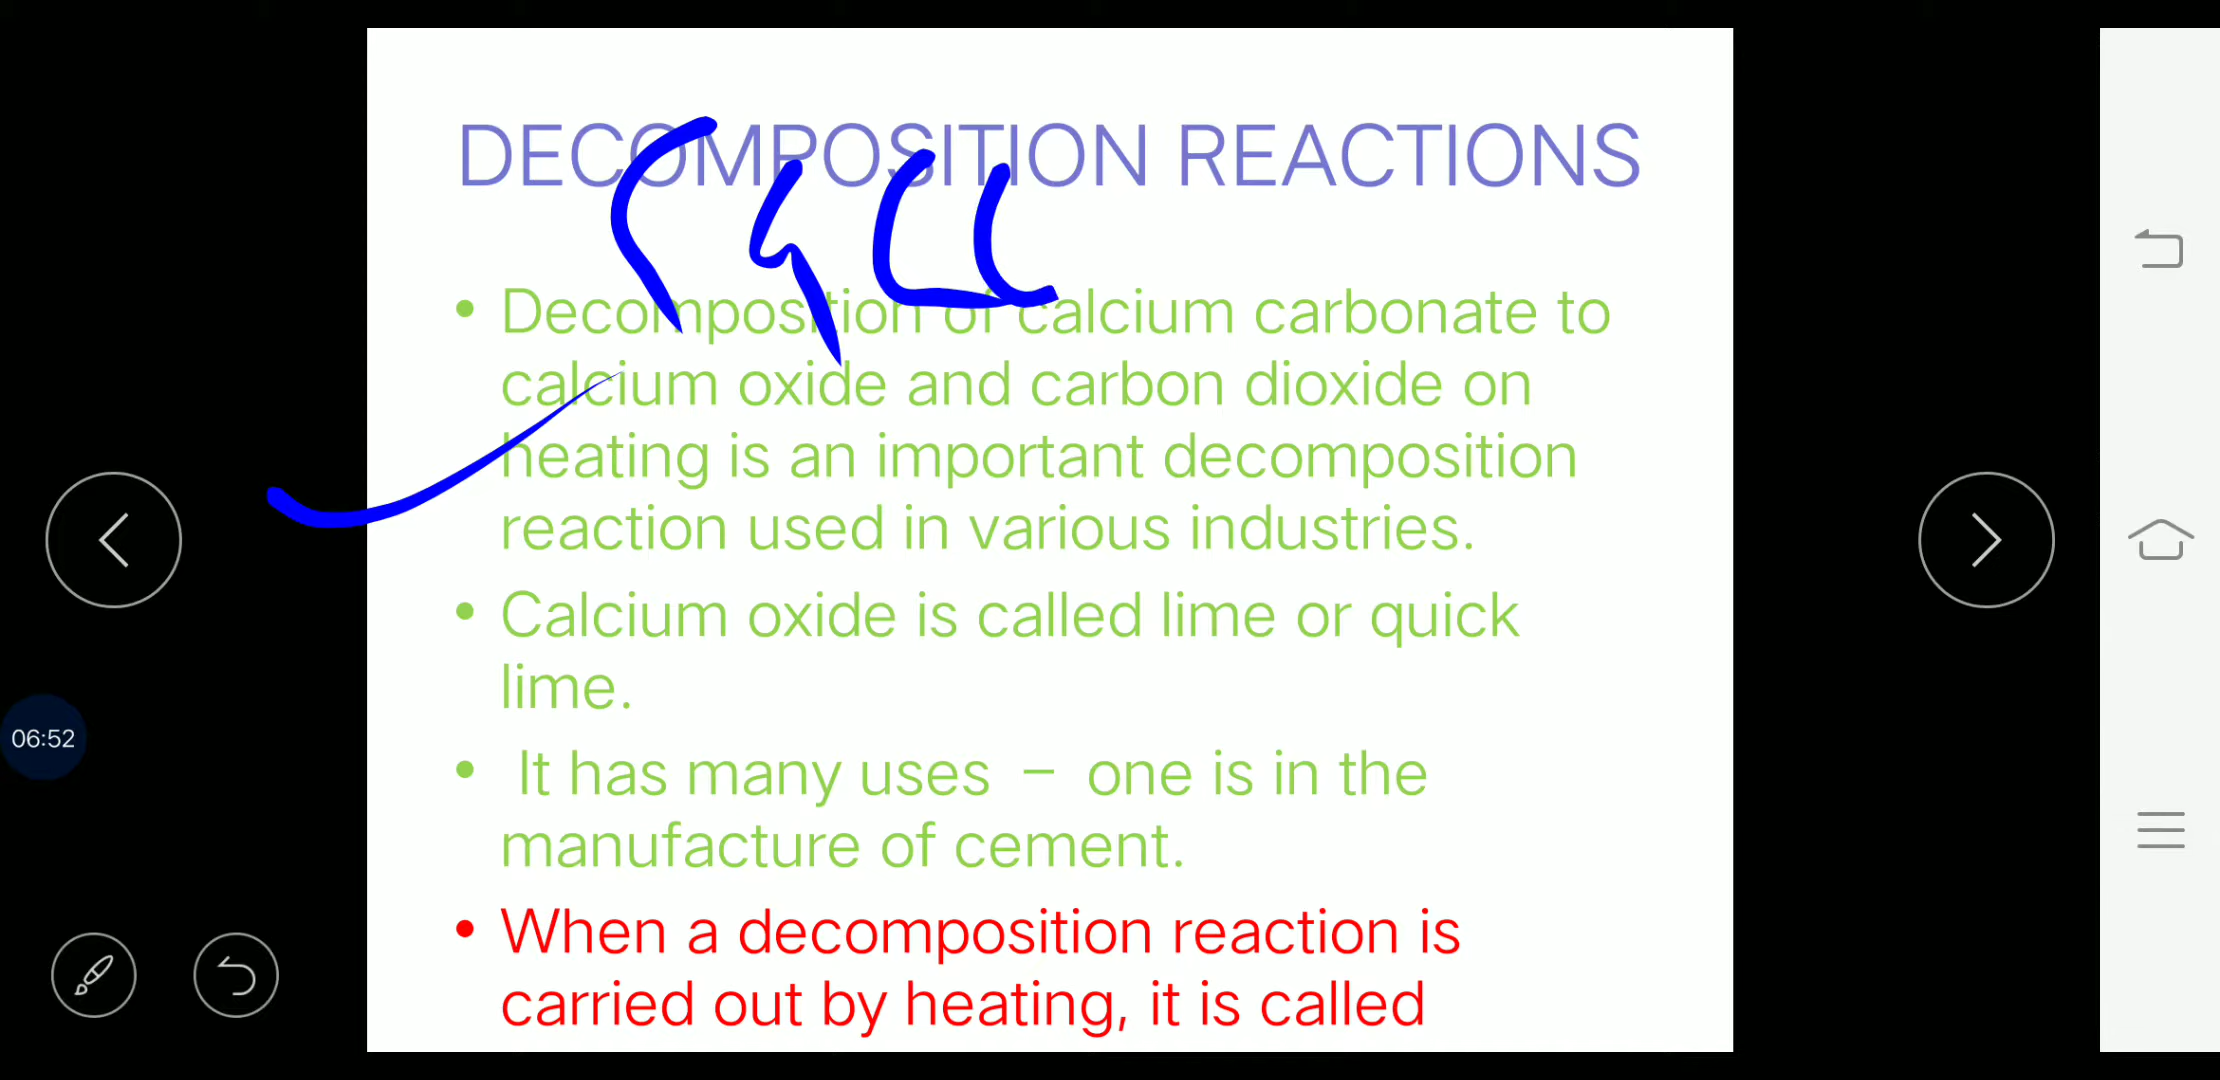 DECOMPOSITION REACTIONS
• Decomposition of calcium carbonate to
calcium oxide and carbon dioxide on
heating is an important decomposition
reaction used in various industries.
• Calcium oxide is called lime or quick
lime.
• It has many uses – one is in the
manufacture of cement.
• When a decomposition reaction is
carried out by heating, it is called
06:52